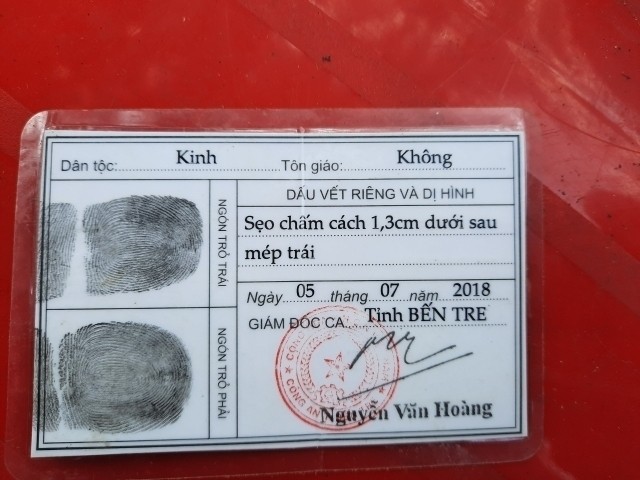 Dân tộc: Kinh Tôn giáo: Không
NGÓN TRỎ TRÁI
NGÓN TRỎ PHẢI
DẤU VẾT RIÊNG VÀ DỊ HÌNH
Sẹo chấm cách 1,3cm dưới sau
mép trái
Ngày 05 tháng 07 năm 2018
GIÁM ĐỐC CA Tỉnh BẾN TRE
CÔNG AN
Nguyễn Văn Hoàng